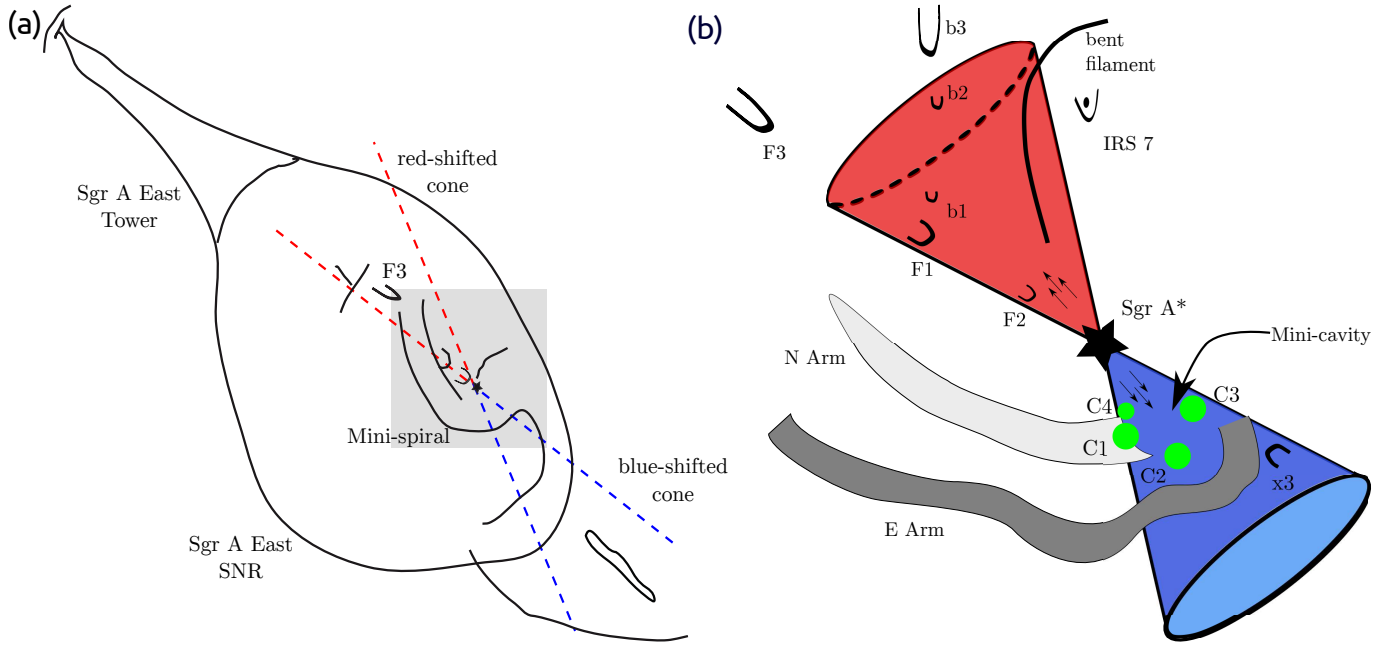 (a)
red-shifted
cone
Sgr A East
Tower
F3
Mini-spiral
blue-shifted
cone
Sgr A East
SNR
(b)
b3
bent
filament
b2
IRS 7
F3
b1
F1
F2
Sgr A*
Mini-cavity
N Arm
C4
C3
C1
C2
x3
E Arm